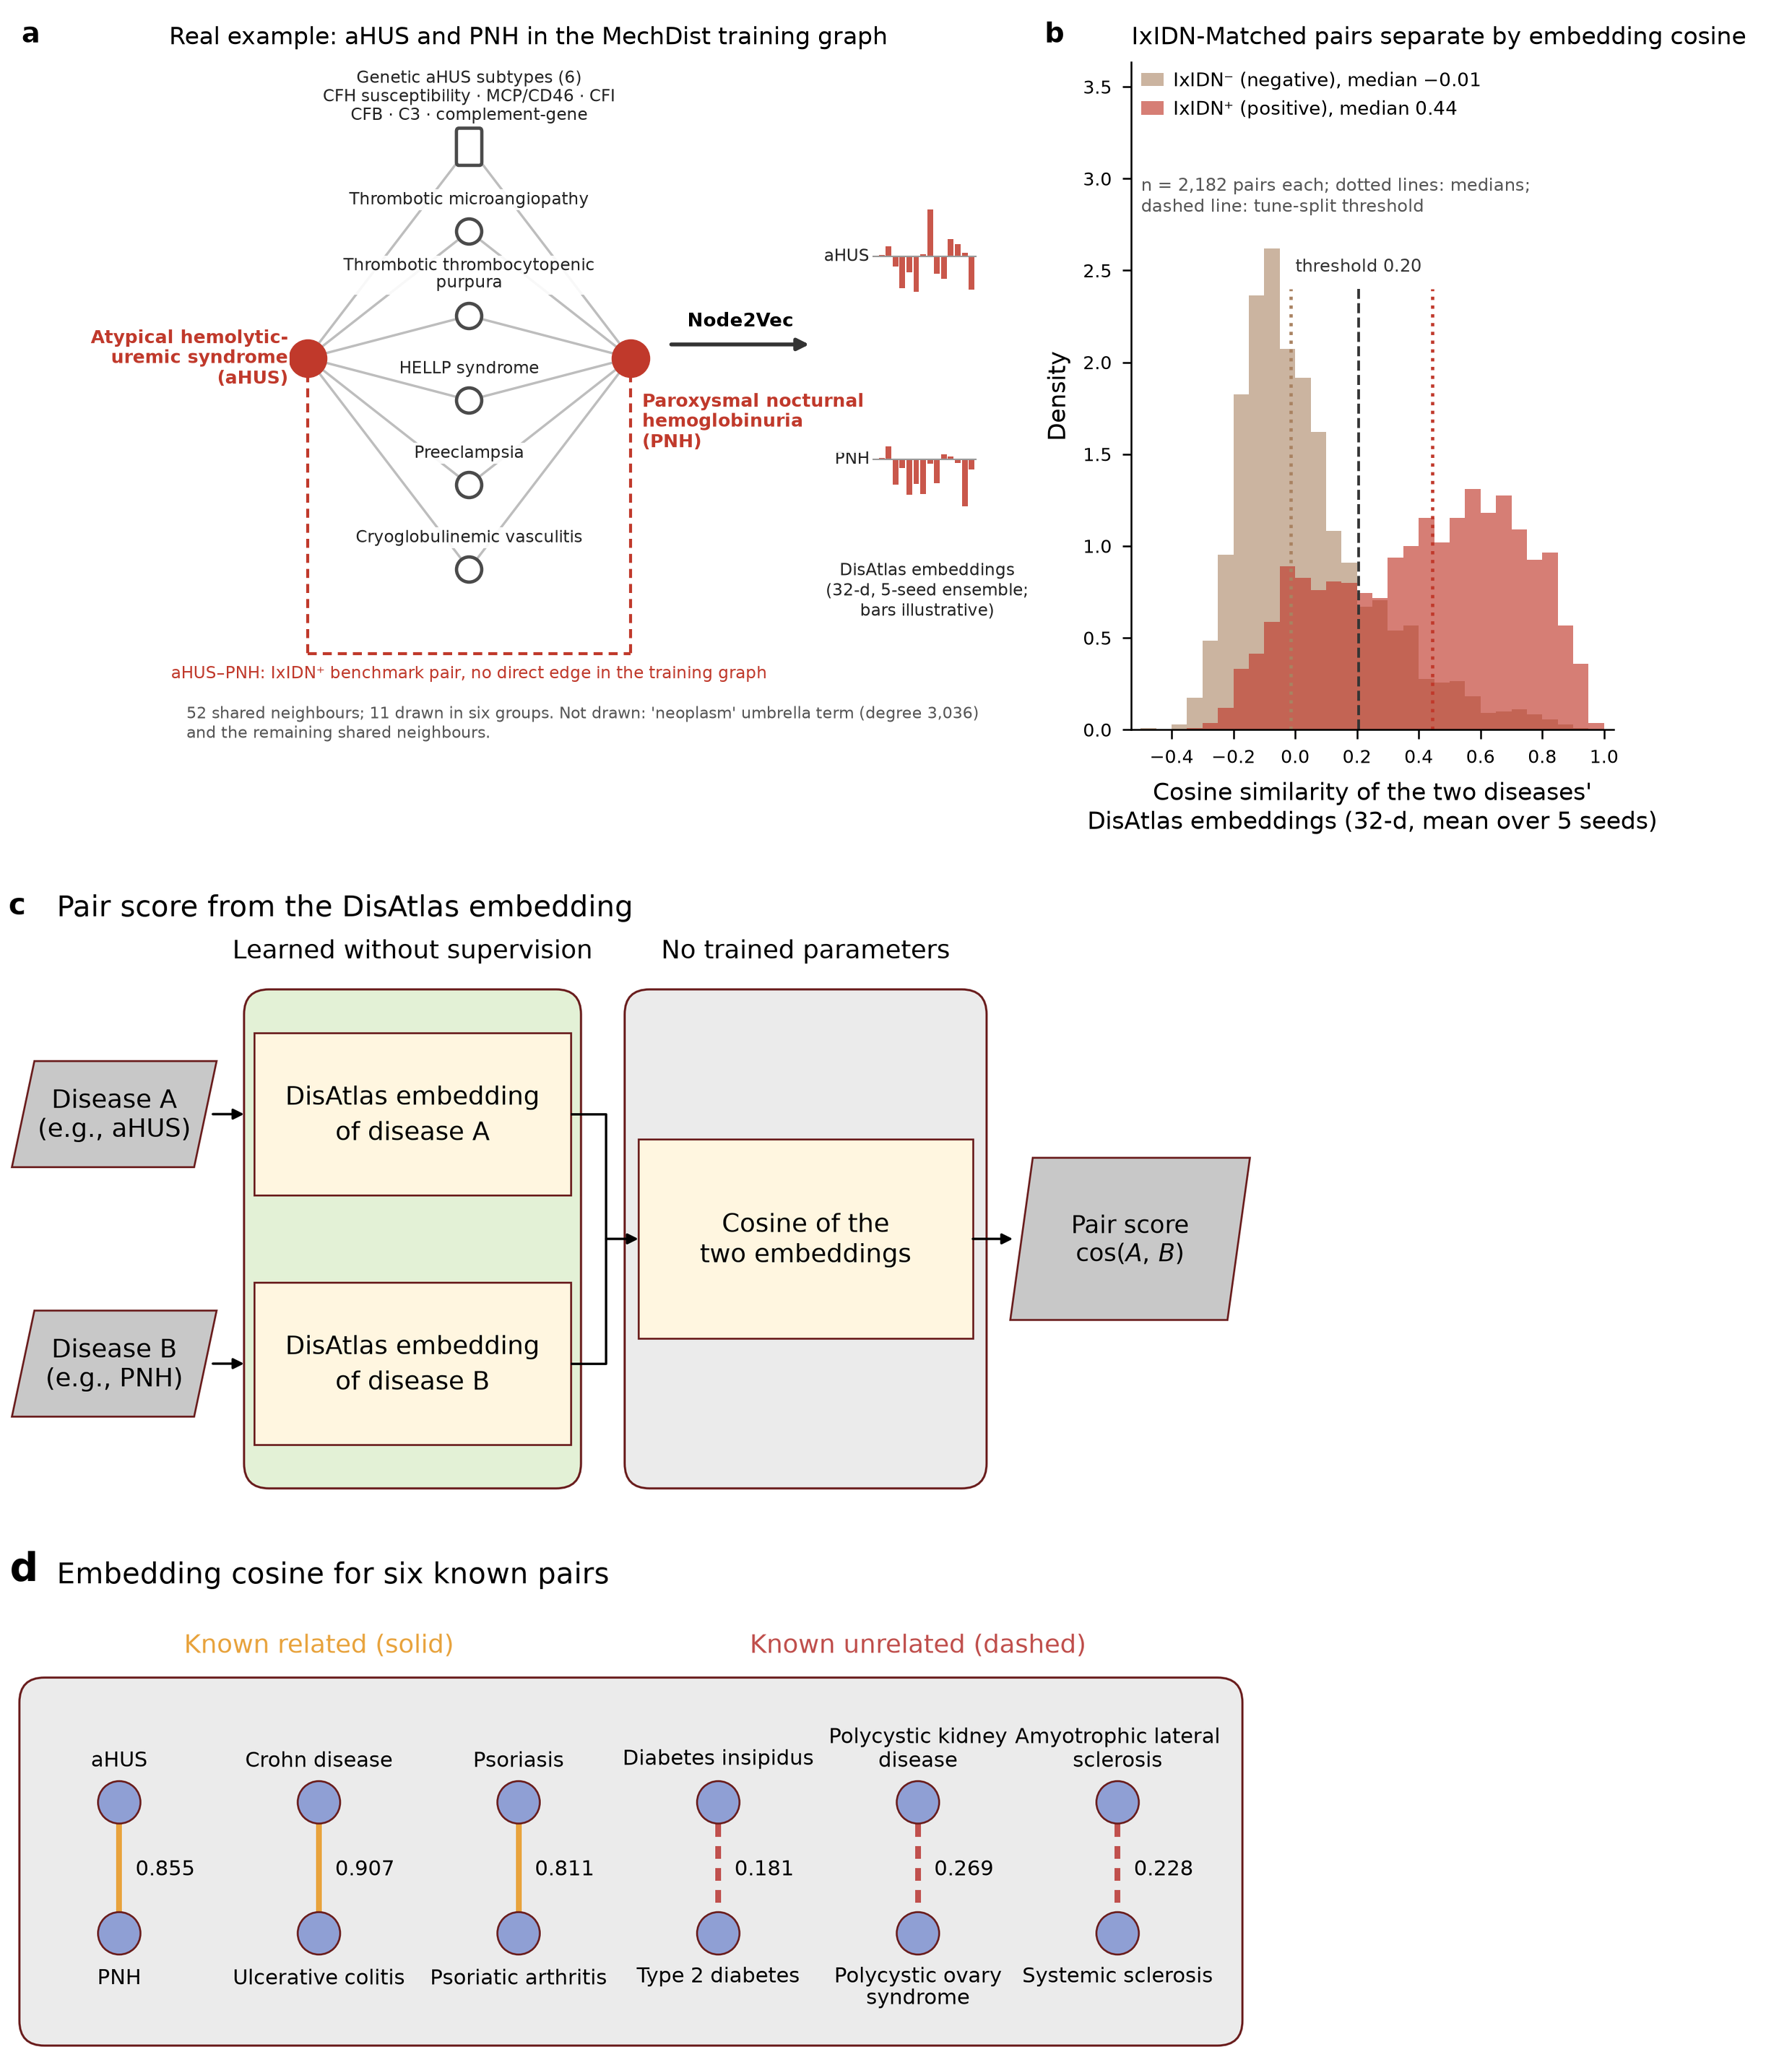 a
Real example: aHUS and PNH in the MechDist training graph
Genetic aHUS subtypes (6)
CFH susceptibility · MCP/CD46 · CFI
CFB · C3 · complement-gene
Thrombotic microangiopathy
Thrombotic thrombocytopenic
purpura
HELLP syndrome
Preeclampsia
Cryoglobulinemic vasculitis
Atypical hemolytic-
uremic syndrome
(aHUS)
Paroxysmal nocturnal
hemoglobinuria
(PNH)
Node2Vec
aHUS
PNH
DisAtlas embeddings
(32-d, 5-seed ensemble;
bars illustrative)
aHUS–PNH: IxIDN⁺ benchmark pair, no direct edge in the training graph
52 shared neighbours; 11 drawn in six groups. Not drawn: 'neoplasm' umbrella term (degree 3,036)
and the remaining shared neighbours.
b
IxIDN-Matched pairs separate by embedding cosine
IxIDN⁻ (negative), median −0.01
IxIDN⁺ (positive), median 0.44
n = 2,182 pairs each; dotted lines: medians;
dashed line: tune-split threshold
threshold 0.20
Density
3.5
3.0
2.5
2.0
1.5
1.0
0.5
0.0
−0.4 −0.2 0.0 0.2 0.4 0.6 0.8 1.0
Cosine similarity of the two diseases'
DisAtlas embeddings (32-d, mean over 5 seeds)
c
Pair score from the DisAtlas embedding
Learned without supervision
No trained parameters
Disease A
(e.g., aHUS)
DisAtlas embedding
of disease A
Disease B
(e.g., PNH)
DisAtlas embedding
of disease B
Cosine of the
two embeddings
Pair score
cos(A, B)
d
Embedding cosine for six known pairs
Known related (solid)
Known unrelated (dashed)
aHUS
0.855
PNH
Crohn disease
0.907
Ulcerative colitis
Psoriasis
0.811
Psoriatic arthritis
Diabetes insipidus
0.181
Type 2 diabetes
Polycystic kidney
disease
0.269
Polycystic ovary
syndrome
Amyotrophic lateral
sclerosis
0.228
Systemic sclerosis